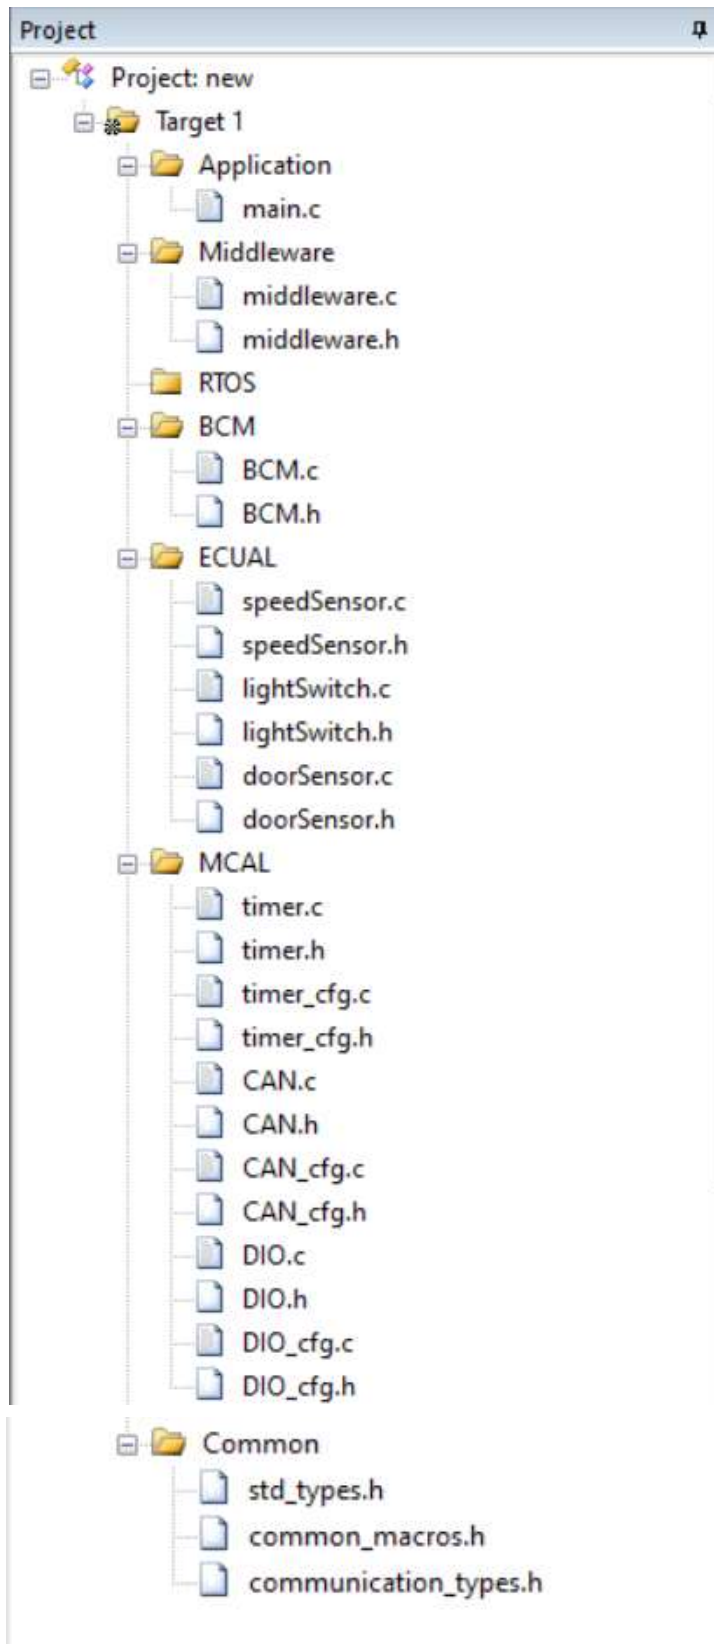 Project
Project: new
Target 1
Application
main.c
Middleware
middleware.c
middleware.h
RTOS
BCM
BCM.c
BCM.h
ECUAL
speedSensor.c
speedSensor.h
lightSwitch.c
lightSwitch.h
doorSensor.c
doorSensor.h
MCAL
timer.c
timer.h
timer_cfg.c
timer_cfg.h
CAN.c
CAN.h
CAN_cfg.c
CAN_cfg.h
DIO.c
DIO.h
DIO_cfg.c
DIO_cfg.h
Common
std_types.h
common_macros.h
communication_types.h